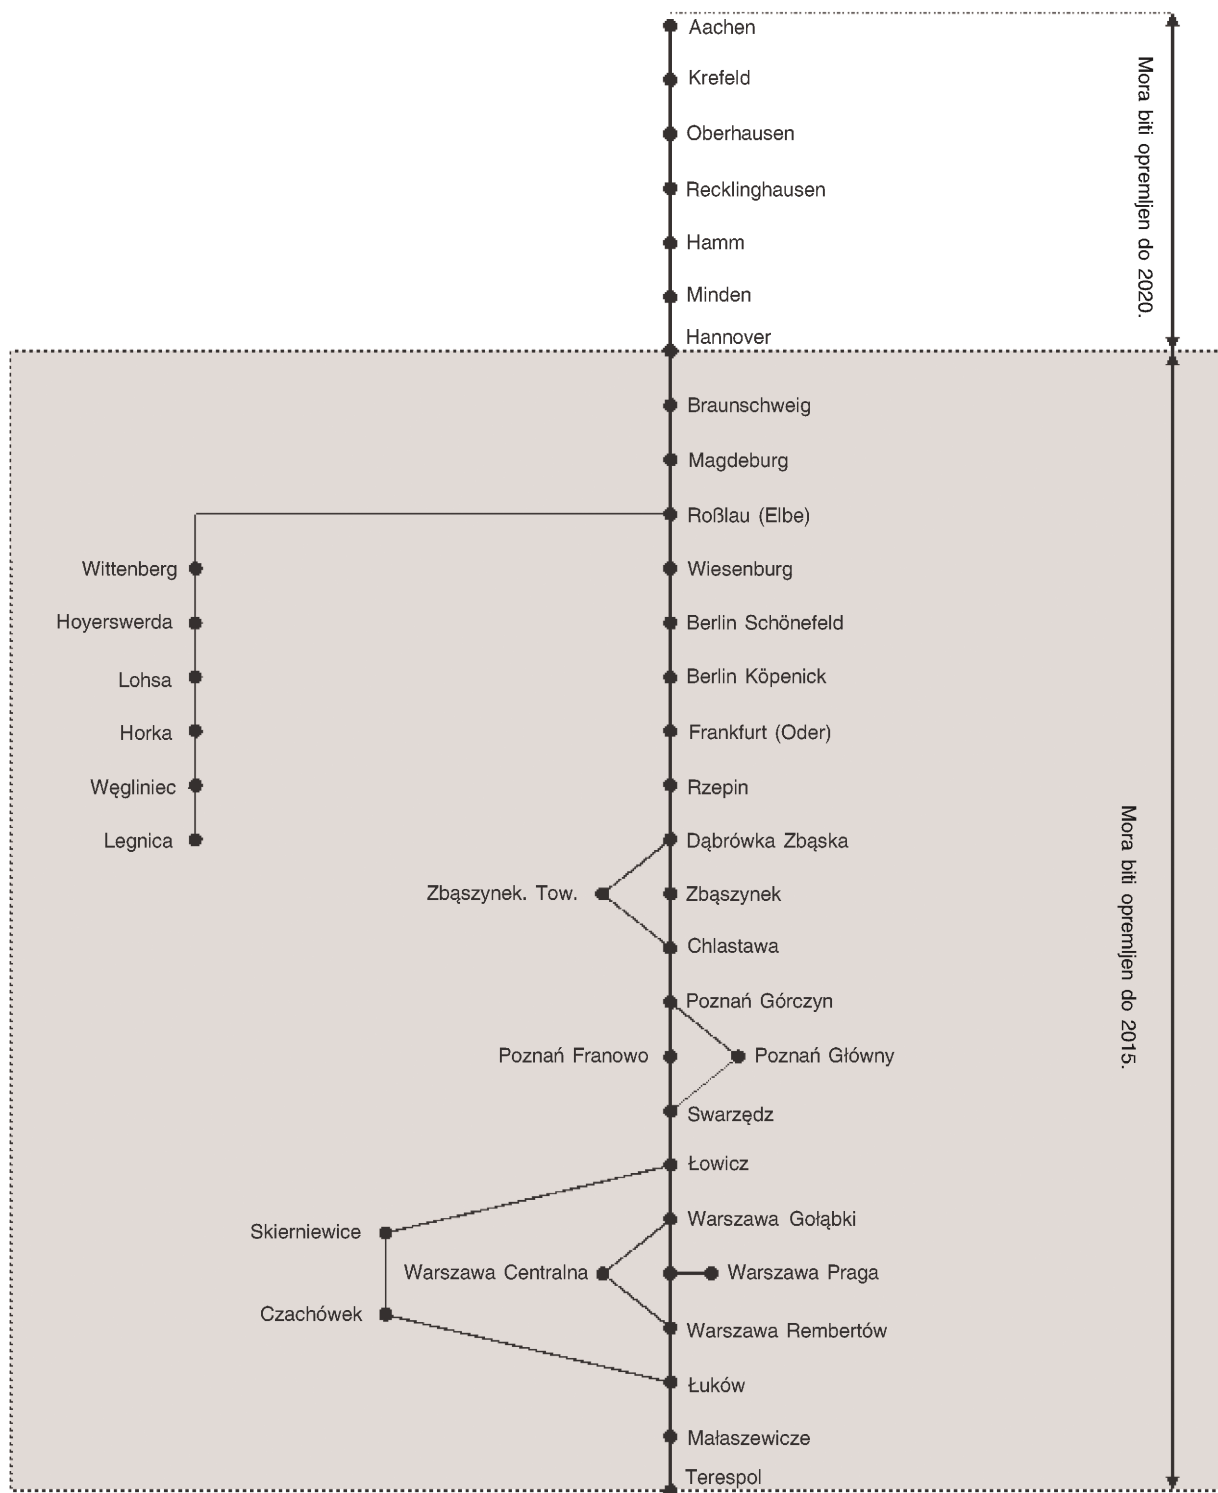 Aachen
Krefeld
Oberhausen
Recklinghausen
Hamm
Minden
Hannover
Mora biti opremljen do 2020.
Braunschweig
Magdeburg
Roßlau (Elbe)
Wittenberg
Wiesenburg
Hoyerswerda
Berlin Schönefeld
Lohsa
Berlin Köpenick
Horka
Frankfurt (Oder)
Węgliniec
Rzepin
Legnica
Dąbrówka Zbąska
Zbąszynek. Tow.
Zbąszynek
Chlastawa
Poznań Górczyn
Poznań Franowo
Poznań Główny
Swarzędz
Mora biti opremljen do 2015.
Łowicz
Warszawa Gołąbki
Skierniewice
Warszawa Centralna
Warszawa Praga
Czachówek
Warszawa Rembertów
Łuków
Małaszewicze
Terespol